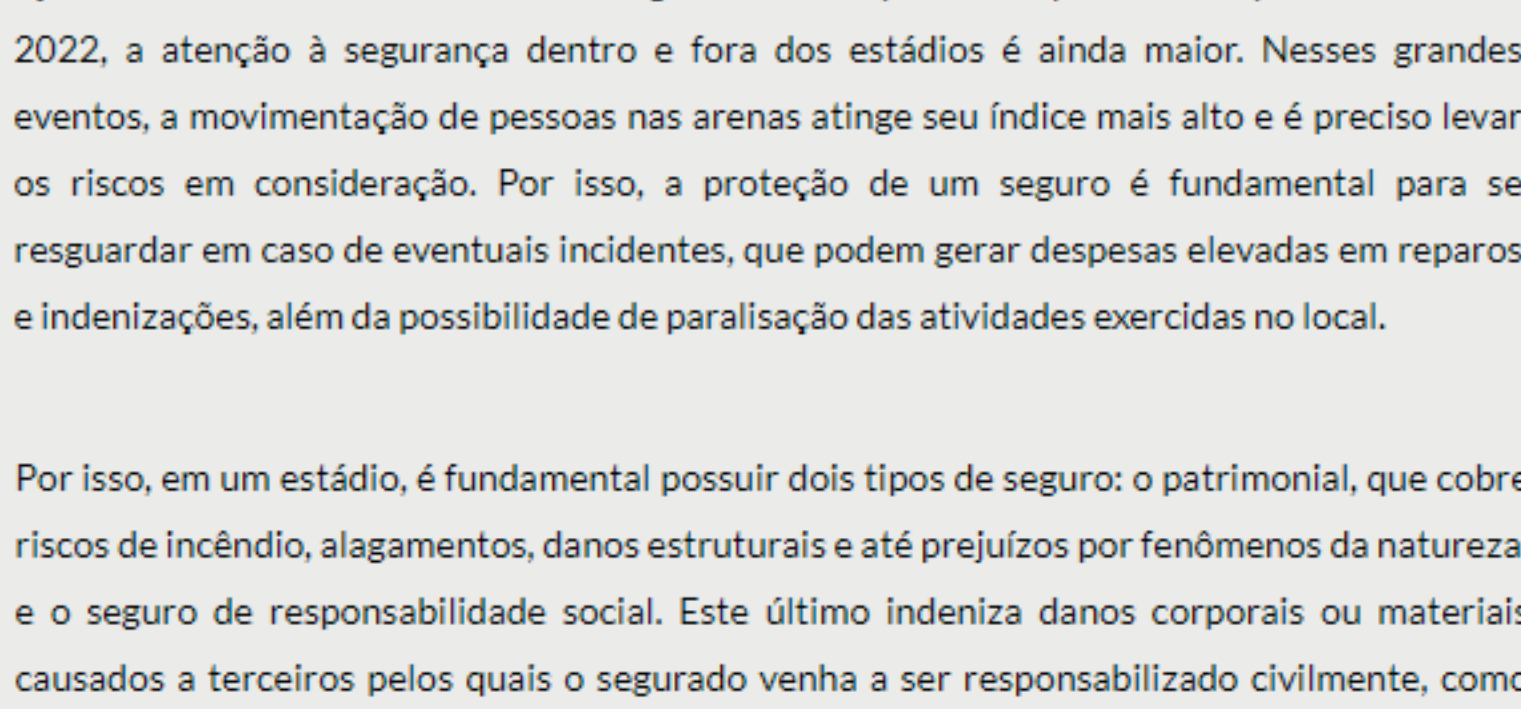 2022, a atenção à segurança dentro e fora dos estádios é ainda maior. Nesses grandes
eventos, a movimentação de pessoas nas arenas atinge seu índice mais alto e é preciso levar
os riscos em consideração. Por isso, a proteção de um seguro é fundamental para se
resguardar em caso de eventuais incidentes, que podem gerar despesas elevadas em reparos
e indenizações, além da possibilidade de paralisação das atividades exercidas no local.
Por isso, em um estádio, é fundamental possuir dois tipos de seguro: o patrimonial, que cobre
riscos de incêndio, alagamentos, danos estruturais e até prejuízos por fenômenos da natureza
e o seguro de responsabilidade social. Este último indeniza danos corporais ou materiais
causados a terceiros pelos quais o segurado venha a ser responsabilizado civilmente, como